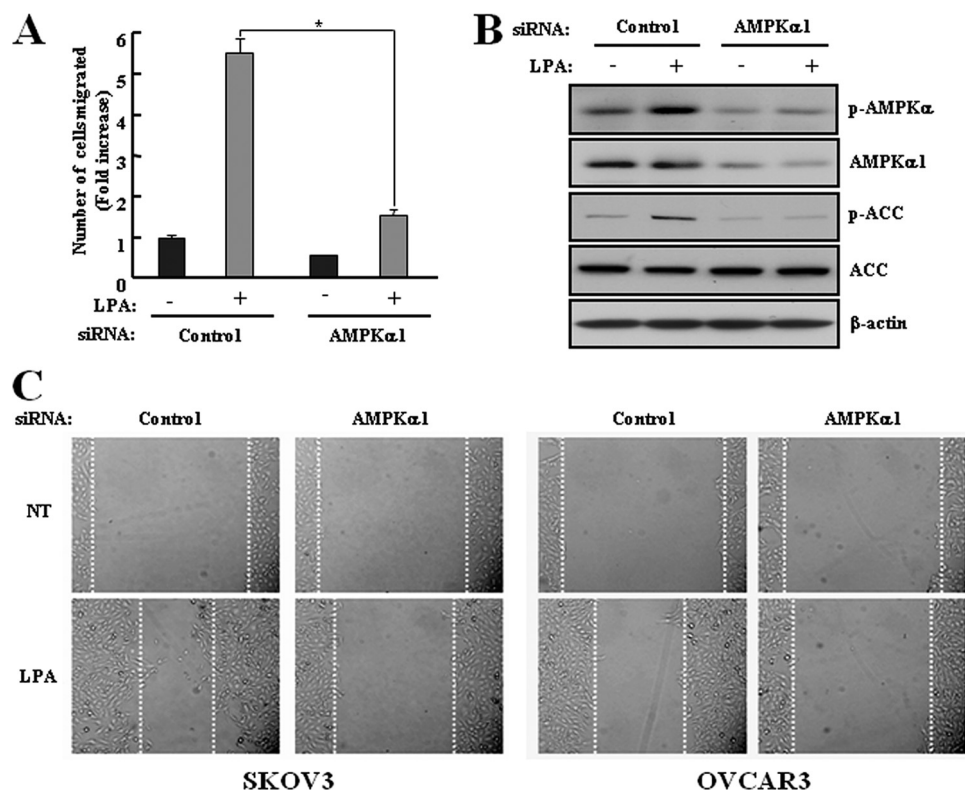 A
Number of cells migrated
(Fold increase)
6
5
4
3
2
1
0
*
LPA: - + - +
siRNA: Control AMPKα1
B
siRNA: Control AMPKα1
LPA: - + - +
p-AMPKα
AMPKα1
p-ACC
ACC
β-actin
C
siRNA: Control AMPKα1 Control AMPKα1
NT
LPA
SKOV3 OVCAR3